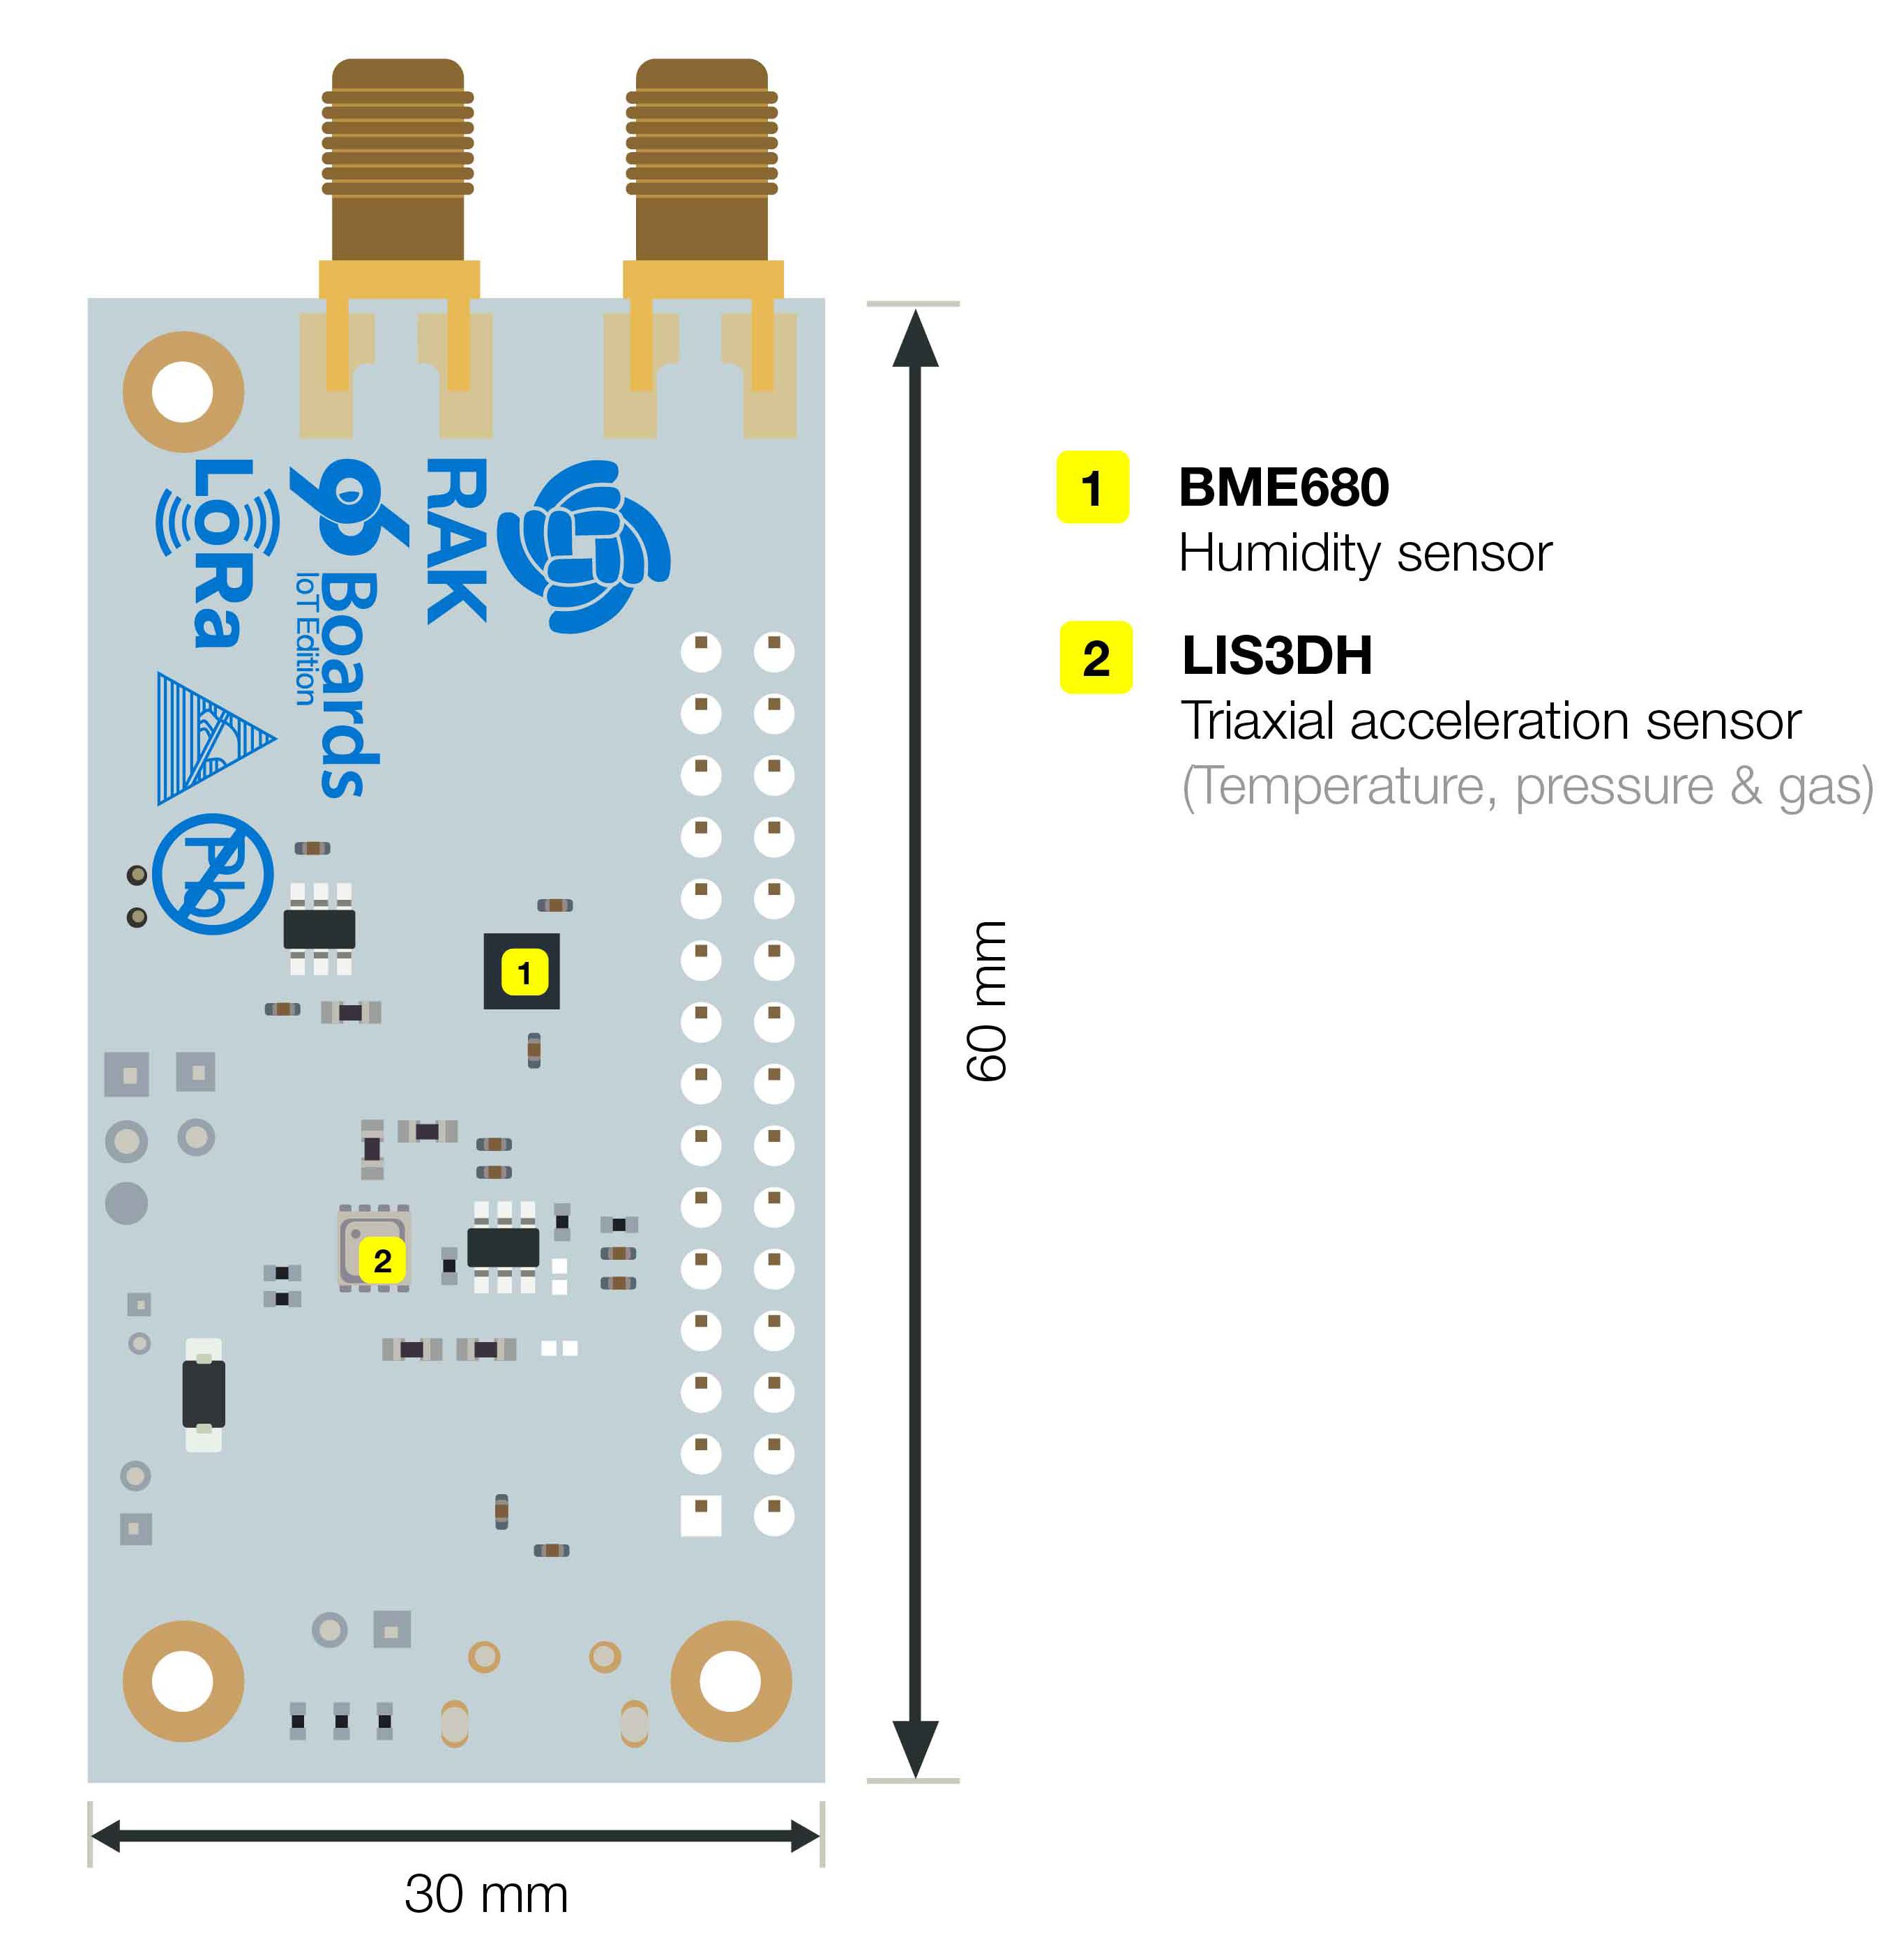 LoRa
96
Boards
IoT Edition
RAK
Pb
1
2
1
BME680
Humidity sensor
2
LIS3DH
Triaxial acceleration sensor
(Temperature, pressure & gas)
60 mm
30 mm